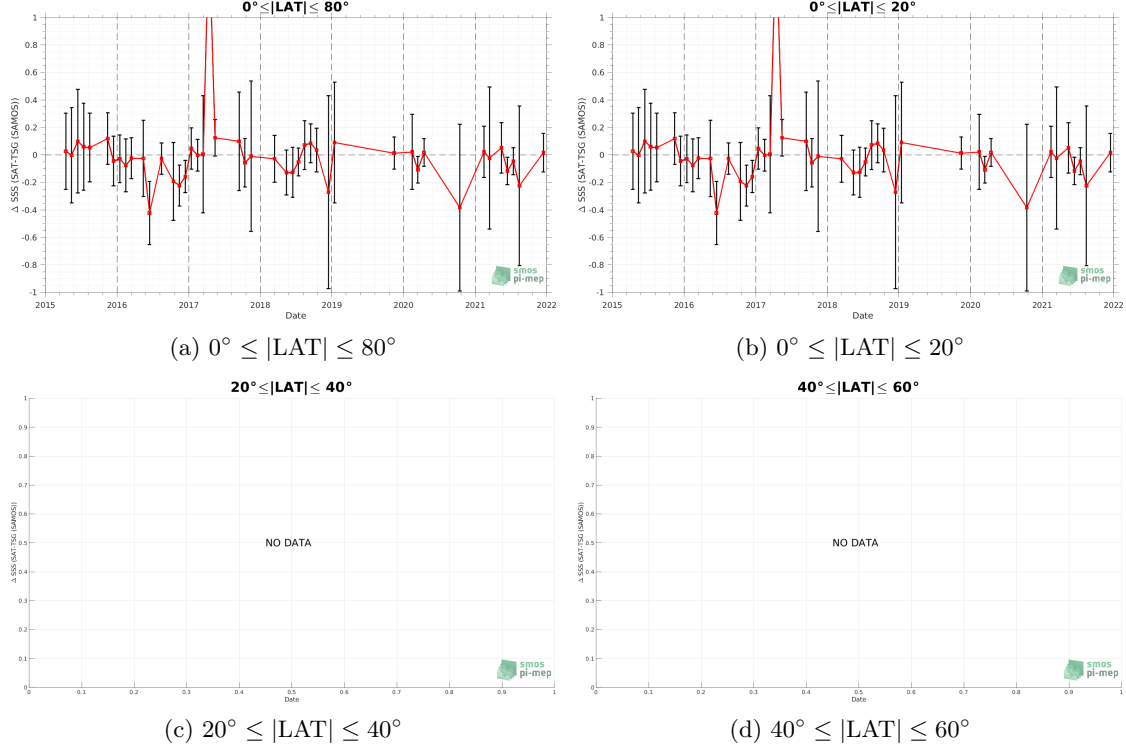 0°≤|LAT|≤ 80°
Δ SSS (SAT-TSG (SAMOS))
1
0.8
0.6
0.4
0.2
0
-0.2
-0.4
-0.6
-0.8
-1
2015 2016 2017 2018 2019 2020 2021 2022
Date
smos
pi-mep
(a) 0° ≤ |LAT| ≤ 80°
0°≤|LAT|≤ 20°
Δ SSS (SAT-TSG (SAMOS))
1
0.8
0.6
0.4
0.2
0
-0.2
-0.4
-0.6
-0.8
-1
2015 2016 2017 2018 2019 2020 2021 2022
Date
smos
pi-mep
(b) 0° ≤ |LAT| ≤ 20°
20°≤|LAT|≤ 40°
Δ SSS (SAT-TSG (SAMOS))
1
0.9
0.8
0.7
0.6
0.5
0.4
0.3
0.2
0.1
0
NO DATA
0 0.1 0.2 0.3 0.4 0.5 0.6 0.7 0.8 0.9 1
Date
smos
pi-mep
(c) 20° ≤ |LAT| ≤ 40°
40°≤|LAT|≤ 60°
Δ SSS (SAT-TSG (SAMOS))
1
0.9
0.8
0.7
0.6
0.5
0.4
0.3
0.2
0.1
0
NO DATA
0 0.1 0.2 0.3 0.4 0.5 0.6 0.7 0.8 0.9 1
Date
smos
pi-mep
(d) 40° ≤ |LAT| ≤ 60°